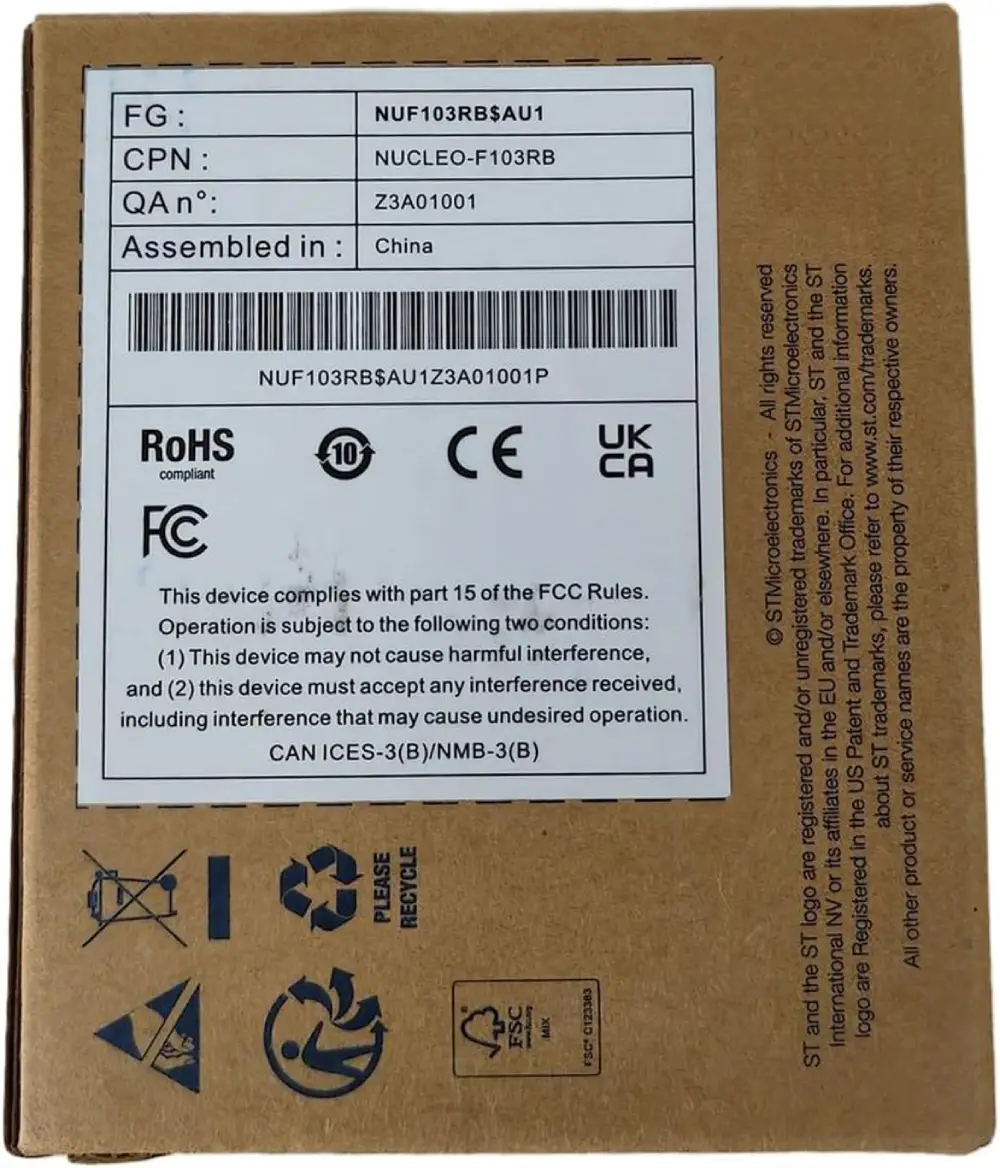 FG :
NUF103RB$AU1
CPN :
NUCLEO-F103RB
QA n°:
Z3A01001
Assembled in :
China
NUF103RB$AU1Z3A01001P
RoHS
compliant
10
CE
UK
CA
FC
This device complies with part 15 of the FCC Rules.
Operation is subject to the following two conditions:
(1) This device may not cause harmful interference,
and (2) this device must accept any interference received,
including interference that may cause undesired operation.
CAN ICES-3(B)/NMB-3(B)
© STMicroelectronics - All rights reserved
ST and the ST logo are registered and/or unregistered trademarks of STMicroelectronics
International NV or its affiliates in the EU and/or elsewhere. In particular, ST and the ST
logo are Registered in the US Patent and Trademark Office. For additional information
about ST trademarks, please refer to www.st.com/trademarks.
All other product or service names are the property of their respective owners.
PLEASE
RECYCLE
FSC
www.fsc.org
MIX
FSC® C123383